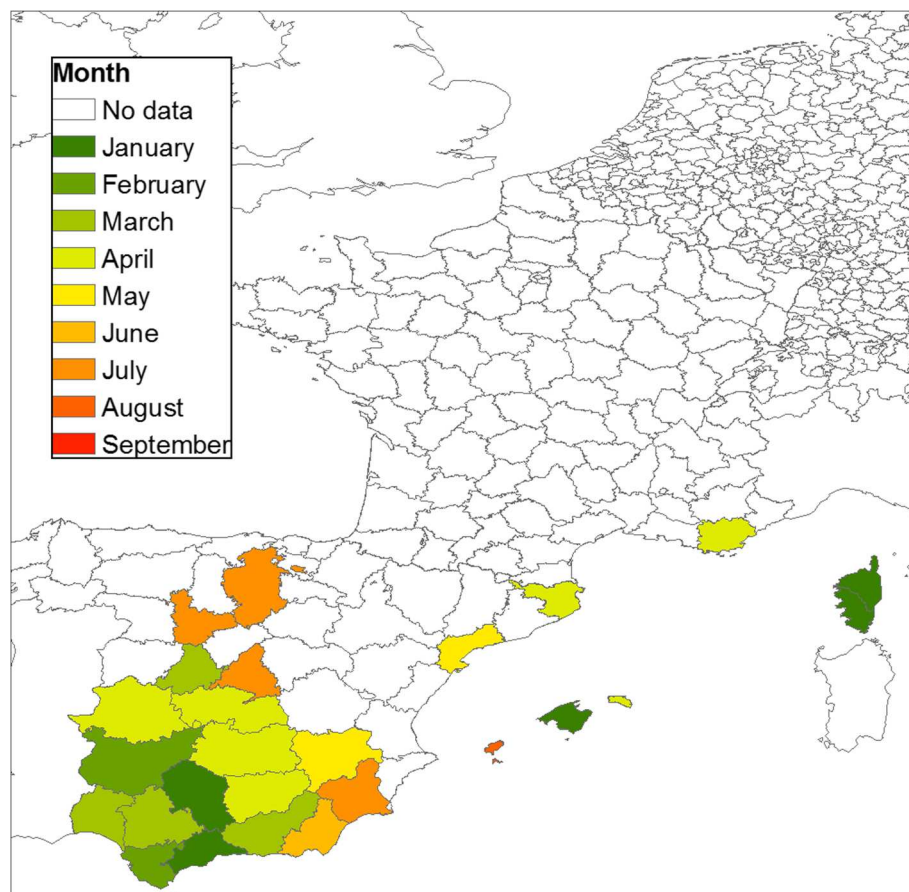 Month
No data
January
February
March
April
May
June
July
August
September